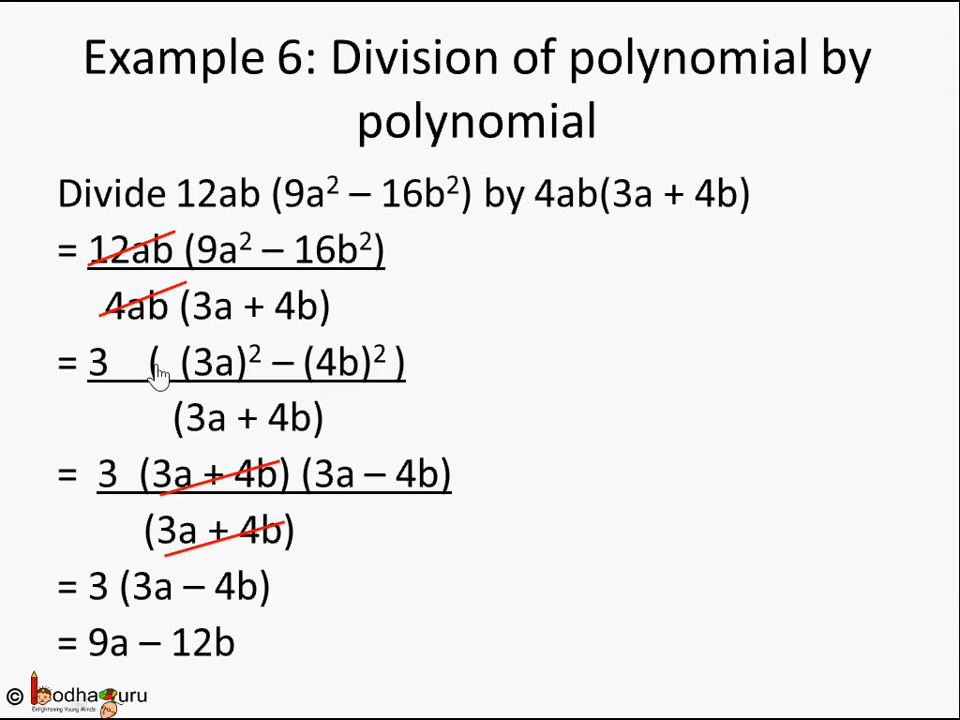 Example 6: Division of polynomial by
polynomial
Divide 12ab (9a² – 16b²) by 4ab(3a + 4b)
= 12ab (9a² – 16b²)
4ab (3a + 4b)
= 3 ( (3a)² – (4b)² )
(3a + 4b)
= 3 (3a + 4b) (3a – 4b)
(3a + 4b)
= 3 (3a – 4b)
= 9a – 12b
© BodhaGuru
Enlightening Young Minds